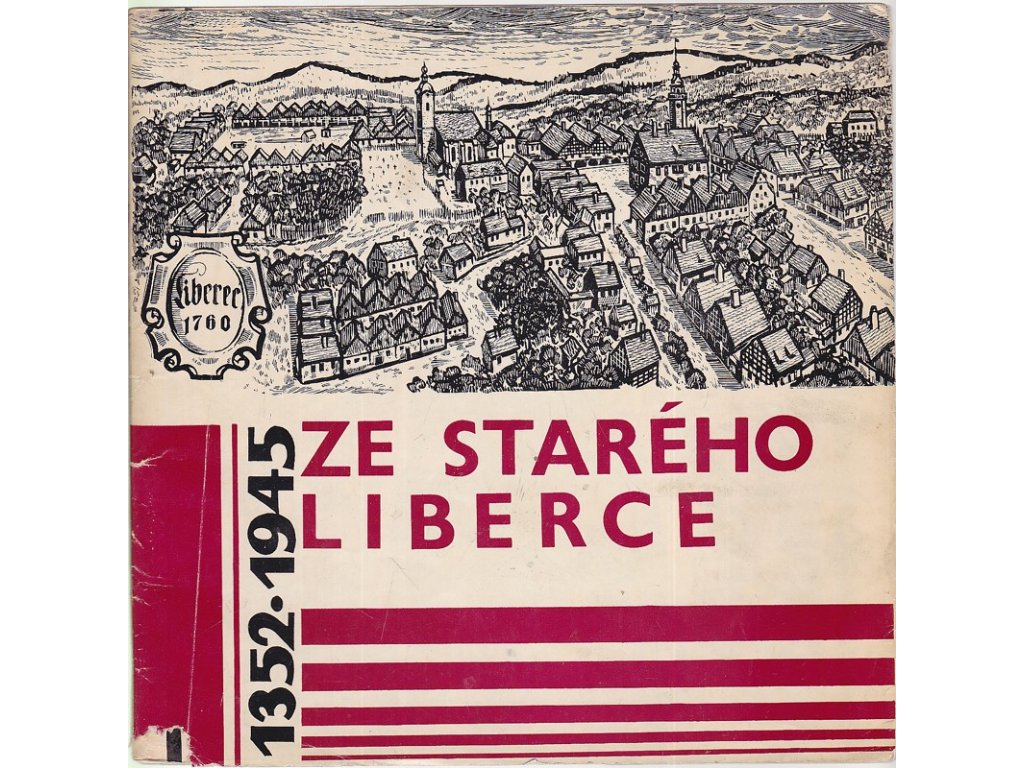 Liberec
1760
ZE STARÉHO
LIBERCE
1352·1945